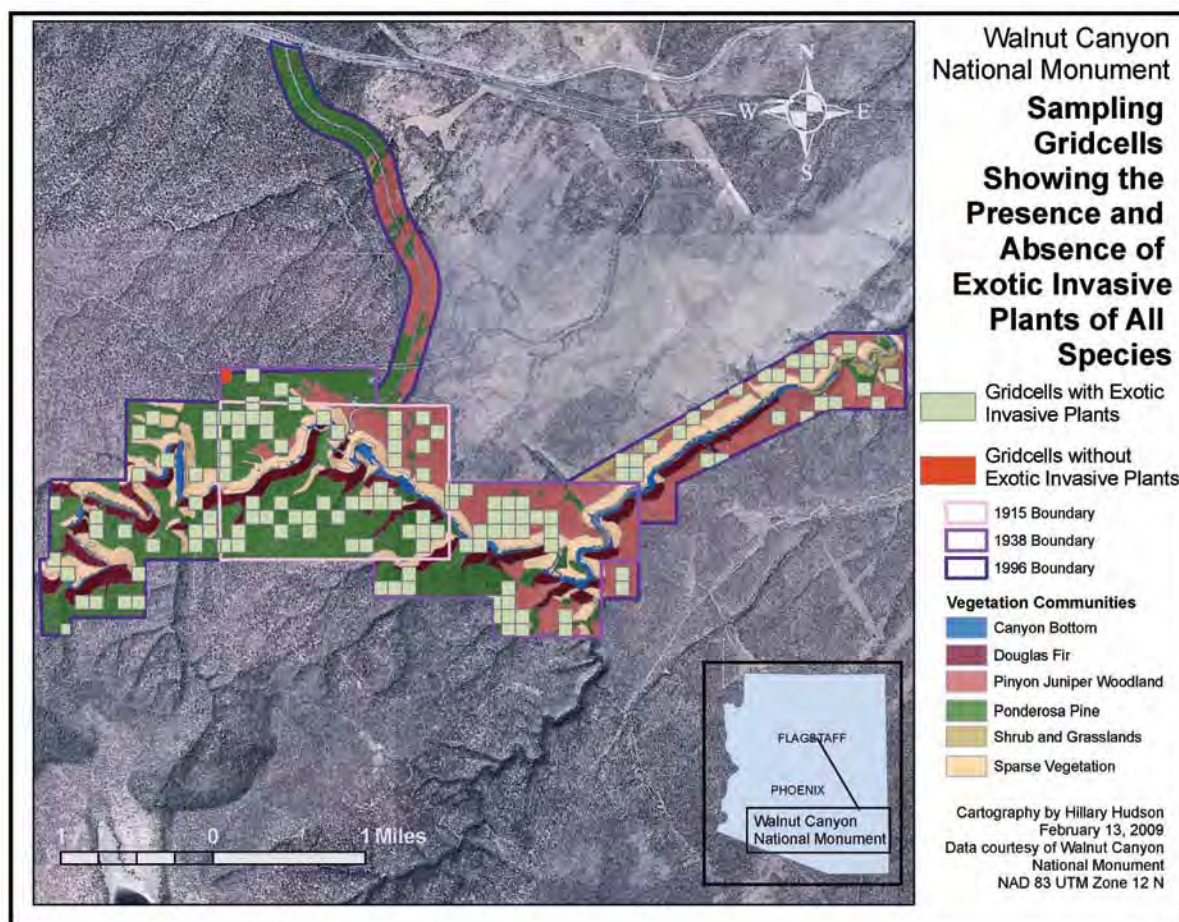 Walnut Canyon
National Monument
Sampling
Gridcells
Showing the
Presence and
Absence of
Exotic Invasive
Plants of All
Species
Gridcells with Exotic
Invasive Plants
Gridcells without
Exotic Invasive Plants
1915 Boundary
1938 Boundary
1996 Boundary
Vegetation Communities
Canyon Bottom
Douglas Fir
Pinyon Juniper Woodland
Ponderosa Pine
Shrub and Grasslands
Sparse Vegetation
Cartography by Hillary Hudson
February 13, 2009
Data courtesy of Walnut Canyon
National Monument
NAD 83 UTM Zone 12 N
N
W
E
S
FLAGSTAFF
PHOENIX
Walnut Canyon
National Monument
0
1 Miles